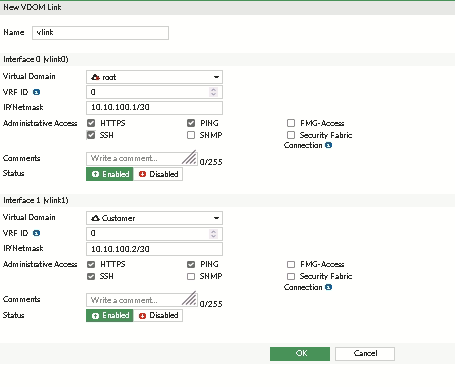 New VDOM Link
Name vlink
Interface 0 (vlink0)
Virtual Domain root
VRF ID 0
IP/Netmask 10.10.100.1/30
Administrative Access HTTPS PING FMG-Access
SSH SNMP Security Fabric
Connection
Comments Write a comment... 0/255
Status Enabled Disabled
Interface 1 (vlink1)
Virtual Domain Customer
VRF ID 0
IP/Netmask 10.10.100.2/30
Administrative Access HTTPS PING FMG-Access
SSH SNMP Security Fabric
Connection
Comments Write a comment... 0/255
Status Enabled Disabled
OK Cancel